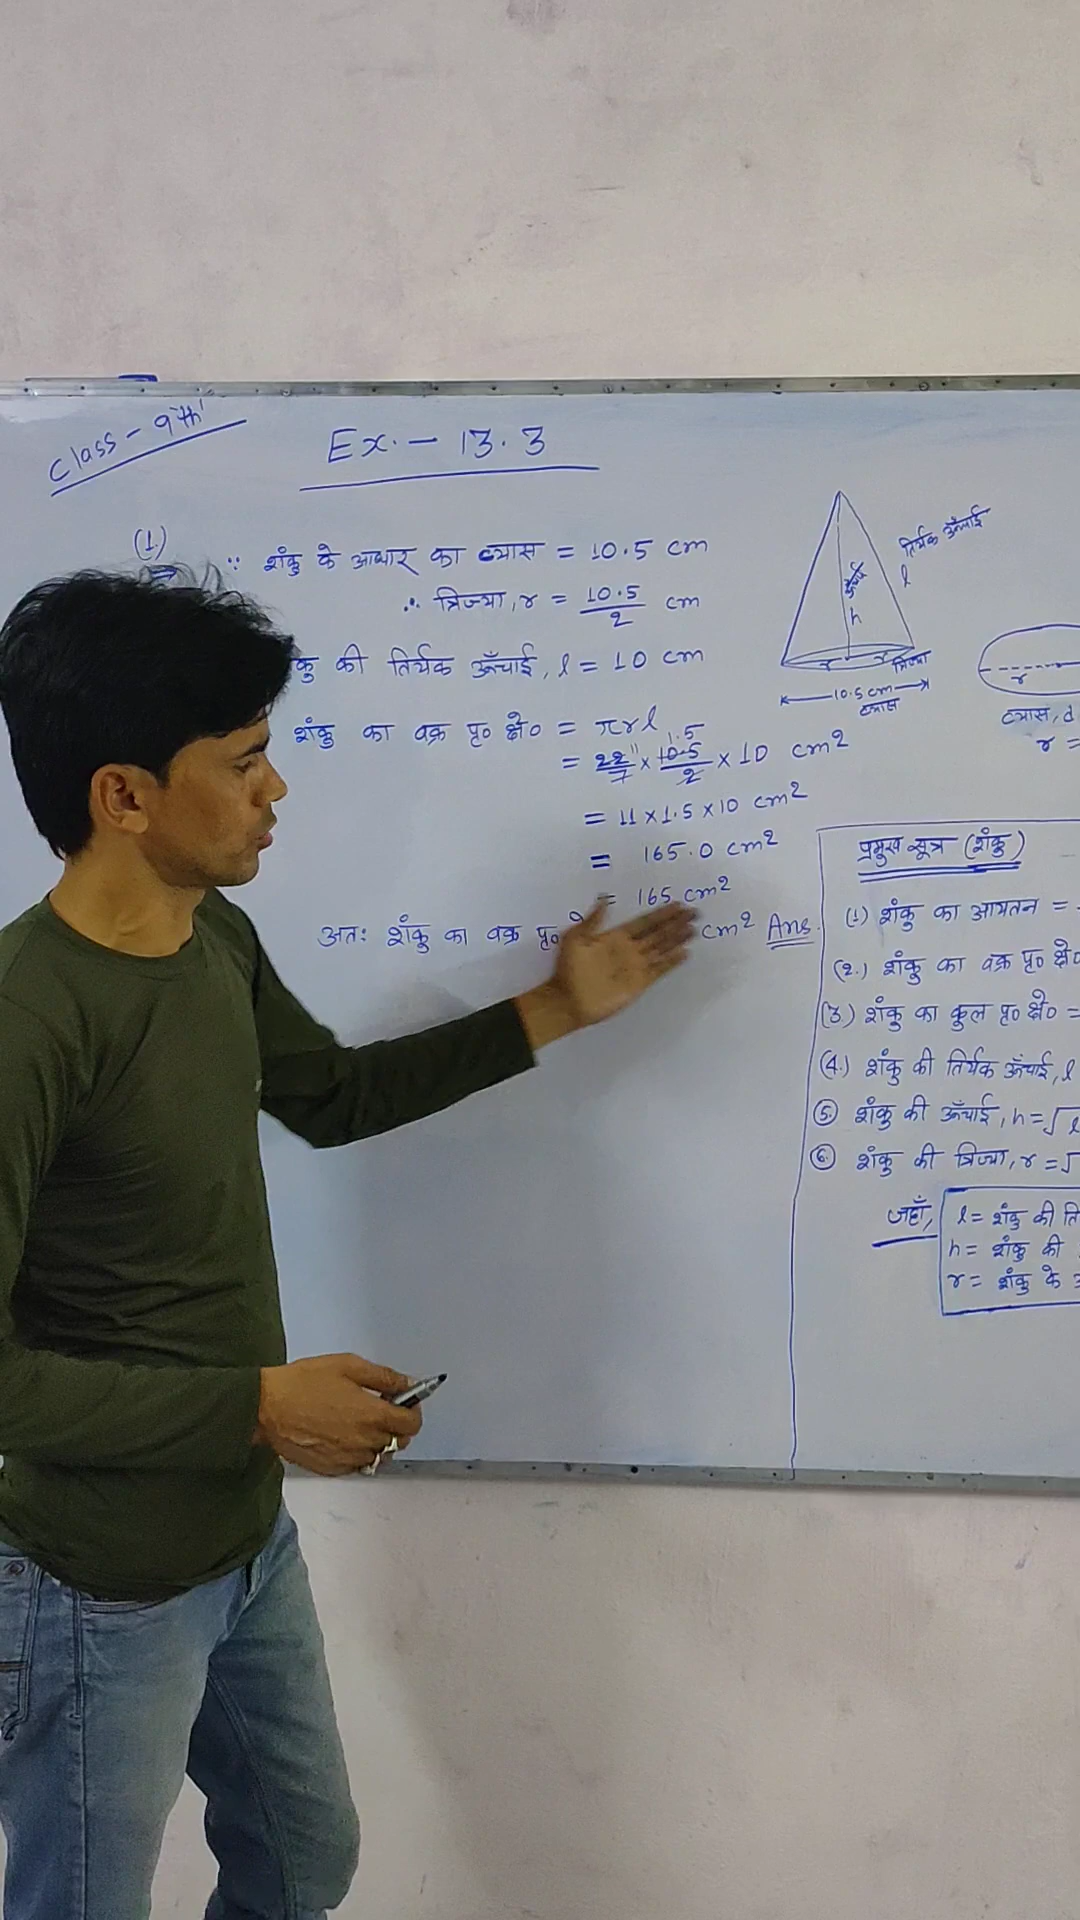 Class - 9th
Ex. - 13.3
(1.)
∵ शंकु के आधार का व्यास = 10.5 cm
∴ त्रिज्या, r = 10.5/2 cm
कु की तिर्यक ऊँचाई, l = 10 cm
शंकु का वक्र पृ० क्षे० = πrl
= 22/7 × 10.5/2 × 10 cm²
11 1.5
= 11 × 1.5 × 10 cm²
= 165.0 cm²
= 165 cm²
अतः शंकु का वक्र पृ० cm² Ans.
तिर्यक ऊँचाई
l
ऊँचाई
h
r r त्रिज्या
10.5 cm
व्यास
r
व्यास, d
r =
प्रमुख सूत्र (शंकु)
(1) शंकु का आयतन =
(2.) शंकु का वक्र पृ० क्षे०
(3.) शंकु का कुल पृ० क्षे० =
(4.) शंकु की तिर्यक ऊँचाई, l
(5.) शंकु की ऊँचाई, h = √l
(6.) शंकु की त्रिज्या, r = √
जहाँ,
l = शंकु की ति
h = शंकु की
r = शंकु के